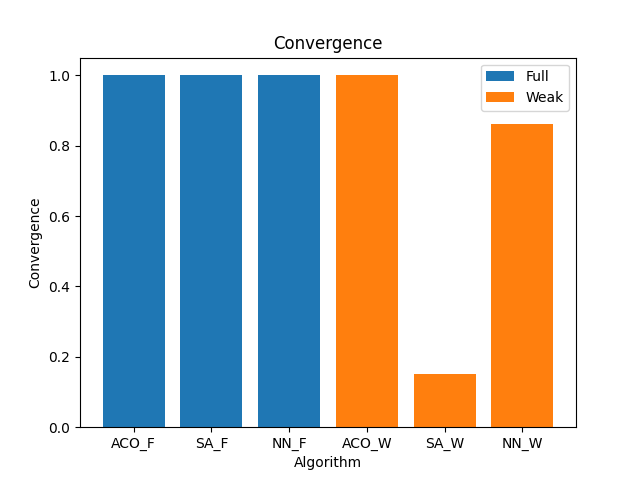 Convergence
Full
Weak
Convergence
1.0
0.8
0.6
0.4
0.2
0.0
ACO_F SA_F NN_F ACO_W SA_W NN_W
Algorithm